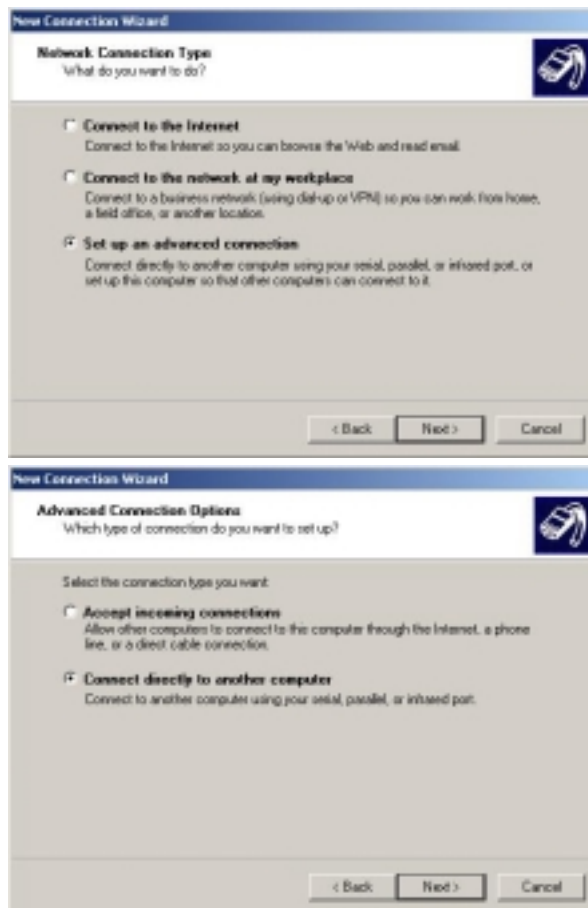 New Connection Wizard
Network Connection Type
What do you want to do?
Connect to the Internet
Connect to the Internet so you can browse the Web and read email.
Connect to the network at my workplace
Connect to a business network (using dial-up or VPN) so you can work from home,
a field office, or another location.
Set up an advanced connection
Connect directly to another computer using your serial, parallel, or infrared port, or
set up this computer so that other computers can connect to it.
< Back
Next >
Cancel
New Connection Wizard
Advanced Connection Options
Which type of connection do you want to set up?
Select the connection type you want:
Accept incoming connections
Allow other computers to connect to this computer through the Internet, a phone
line, or a direct cable connection.
Connect directly to another computer
Connect to another computer using your serial, parallel, or infrared port.
< Back
Next >
Cancel